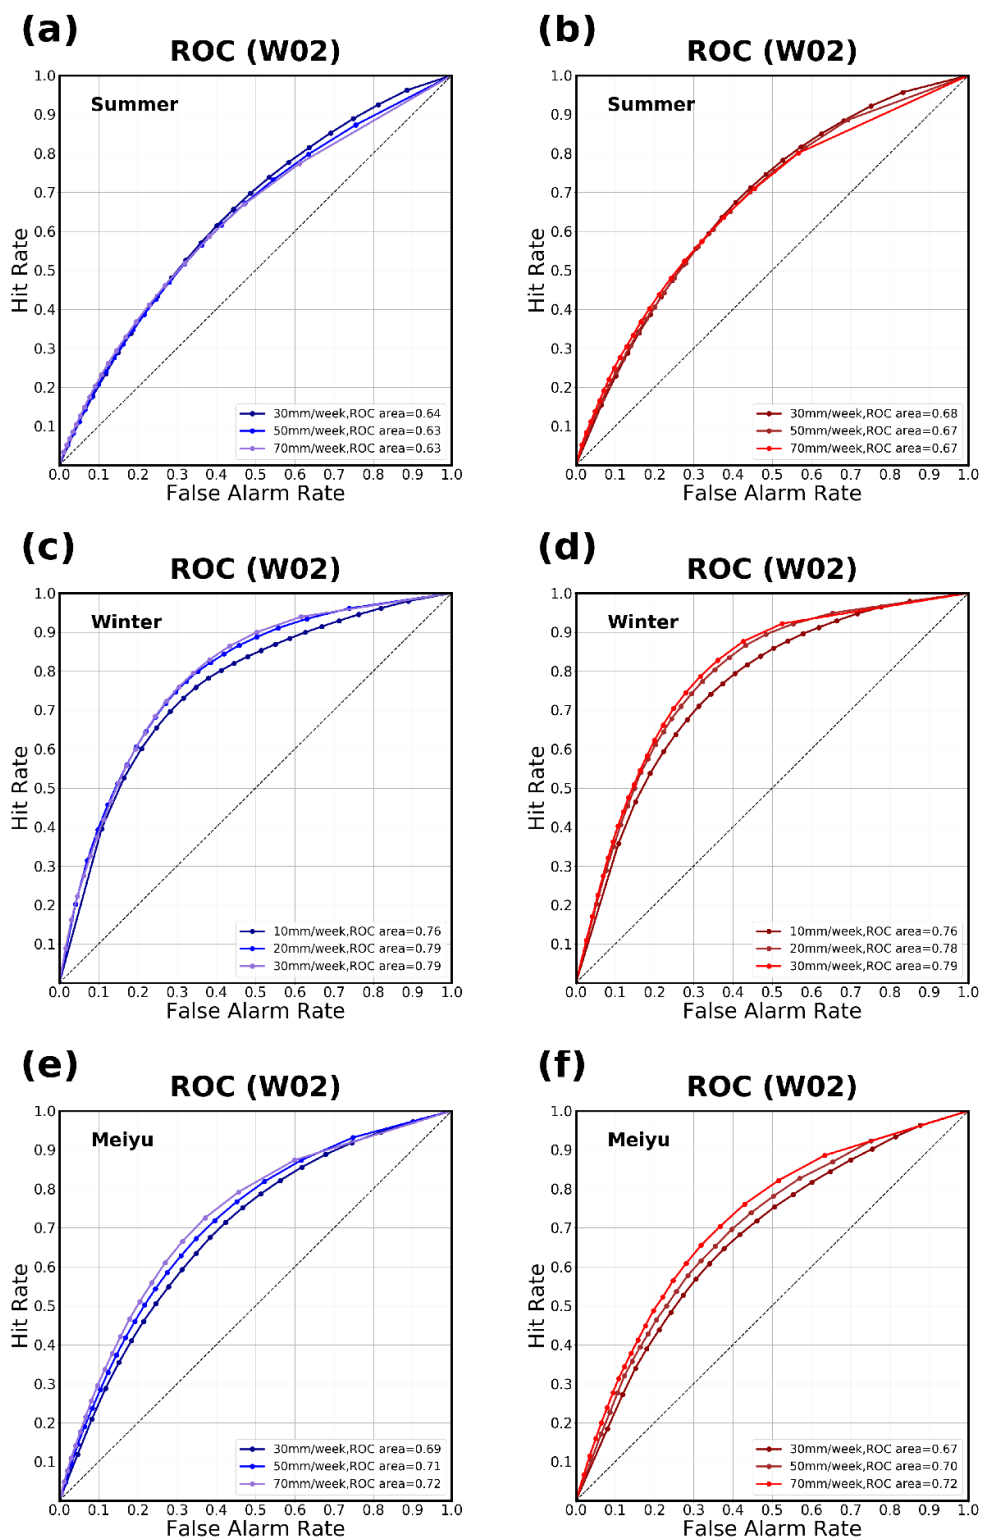 (a)
ROC (W02)
Summer
Hit Rate
1.0
0.9
0.8
0.7
0.6
0.5
0.4
0.3
0.2
0.1
30mm/week,ROC area=0.64
50mm/week,ROC area=0.63
70mm/week,ROC area=0.63
0.0 0.1 0.2 0.3 0.4 0.5 0.6 0.7 0.8 0.9 1.0
False Alarm Rate
(b)
ROC (W02)
Summer
Hit Rate
1.0
0.9
0.8
0.7
0.6
0.5
0.4
0.3
0.2
0.1
30mm/week,ROC area=0.68
50mm/week,ROC area=0.67
70mm/week,ROC area=0.67
0.0 0.1 0.2 0.3 0.4 0.5 0.6 0.7 0.8 0.9 1.0
False Alarm Rate
(c)
ROC (W02)
Winter
Hit Rate
1.0
0.9
0.8
0.7
0.6
0.5
0.4
0.3
0.2
0.1
10mm/week,ROC area=0.76
20mm/week,ROC area=0.79
30mm/week,ROC area=0.79
0.0 0.1 0.2 0.3 0.4 0.5 0.6 0.7 0.8 0.9 1.0
False Alarm Rate
(d)
ROC (W02)
Winter
Hit Rate
1.0
0.9
0.8
0.7
0.6
0.5
0.4
0.3
0.2
0.1
10mm/week,ROC area=0.76
20mm/week,ROC area=0.78
30mm/week,ROC area=0.79
0.0 0.1 0.2 0.3 0.4 0.5 0.6 0.7 0.8 0.9 1.0
False Alarm Rate
(e)
ROC (W02)
Meiyu
Hit Rate
1.0
0.9
0.8
0.7
0.6
0.5
0.4
0.3
0.2
0.1
30mm/week,ROC area=0.69
50mm/week,ROC area=0.71
70mm/week,ROC area=0.72
0.0 0.1 0.2 0.3 0.4 0.5 0.6 0.7 0.8 0.9 1.0
False Alarm Rate
(f)
ROC (W02)
Meiyu
Hit Rate
1.0
0.9
0.8
0.7
0.6
0.5
0.4
0.3
0.2
0.1
30mm/week,ROC area=0.67
50mm/week,ROC area=0.70
70mm/week,ROC area=0.72
0.0 0.1 0.2 0.3 0.4 0.5 0.6 0.7 0.8 0.9 1.0
False Alarm Rate